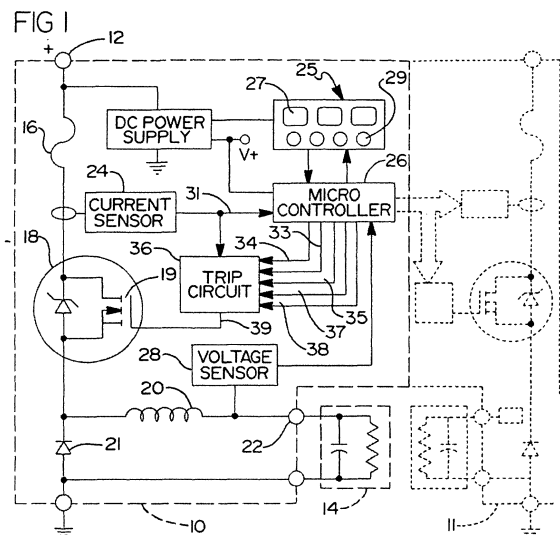 FIG 1
+
12
27
25
29
DC POWER
SUPPLY
V+
16
24
26
CURRENT
SENSOR
31
MICRO
CONTROLLER
18
36
34
33
19
TRIP
CIRCUIT
35
37
39
38
28
VOLTAGE
SENSOR
20
21
22
14
10
11